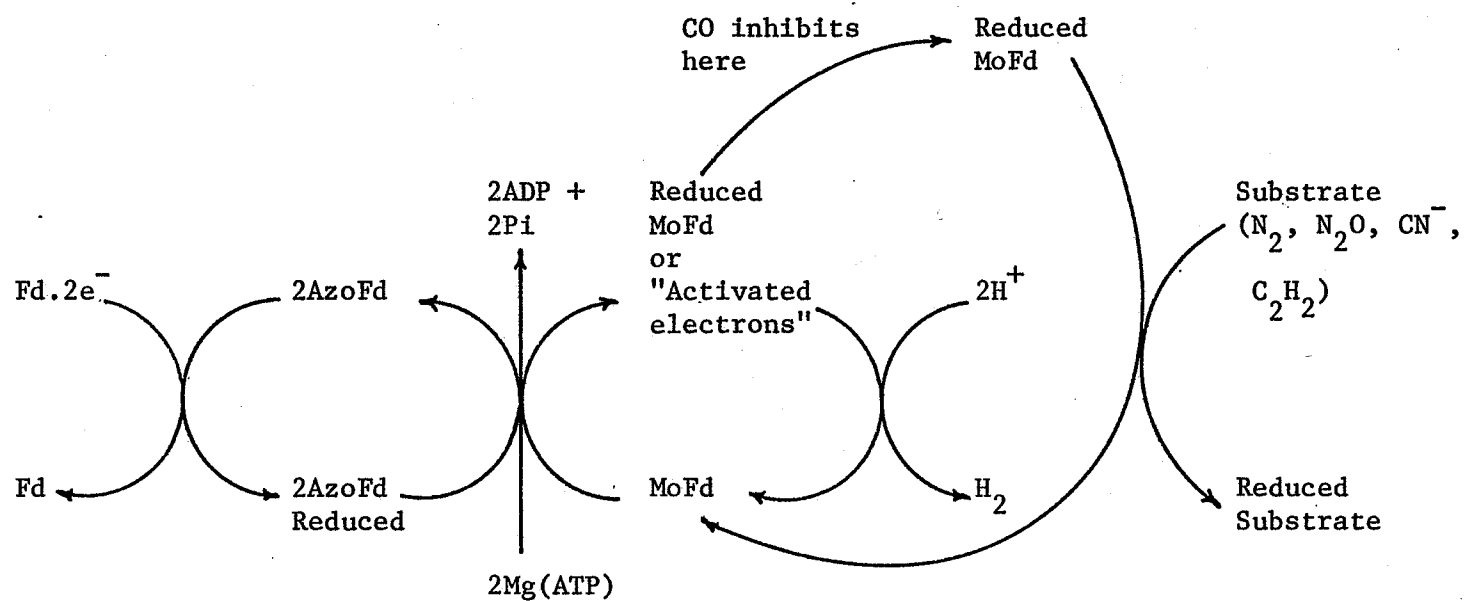 CO inhibits
here
Reduced
MoFd
2ADP +
2Pi
Reduced
MoFd
or
"Activated
electrons"
Substrate
(N₂, N₂O, CN⁻,
C₂H₂)
Fd.2e⁻
2AzoFd
2H⁺
Fd
2AzoFd
Reduced
MoFd
H₂
Reduced
Substrate
2Mg(ATP)